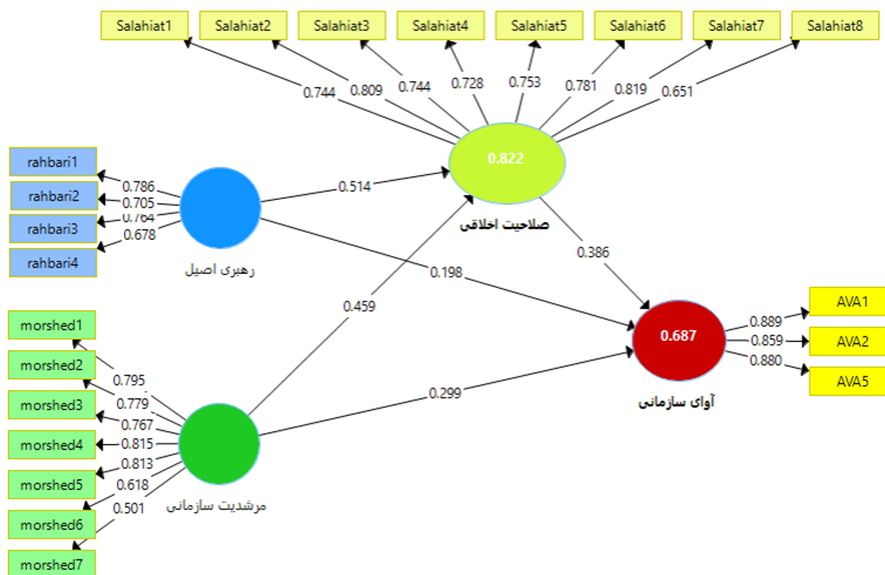 Salahiat1 Salahiat2 Salahiat3 Salahiat4 Salahiat5 Salahiat6 Salahiat7 Salahiat8
0.744 0.809 0.744 0.728 0.753 0.781 0.819 0.651
rahbari1
rahbari2
rahbari3
rahbari4
0.786
0.705
0.764
0.678
رهبری اصیل
0.514
0.822
صلاحیت اخلاقی
0.198
0.386
0.459
0.299
morshed1
morshed2
morshed3
morshed4
morshed5
morshed6
morshed7
0.795
0.779
0.767
0.815
0.813
0.618
0.501
مرشدیت سازمانی
0.687
آوای سازمانی
0.889
0.859
0.880
AVA1
AVA2
AVA5